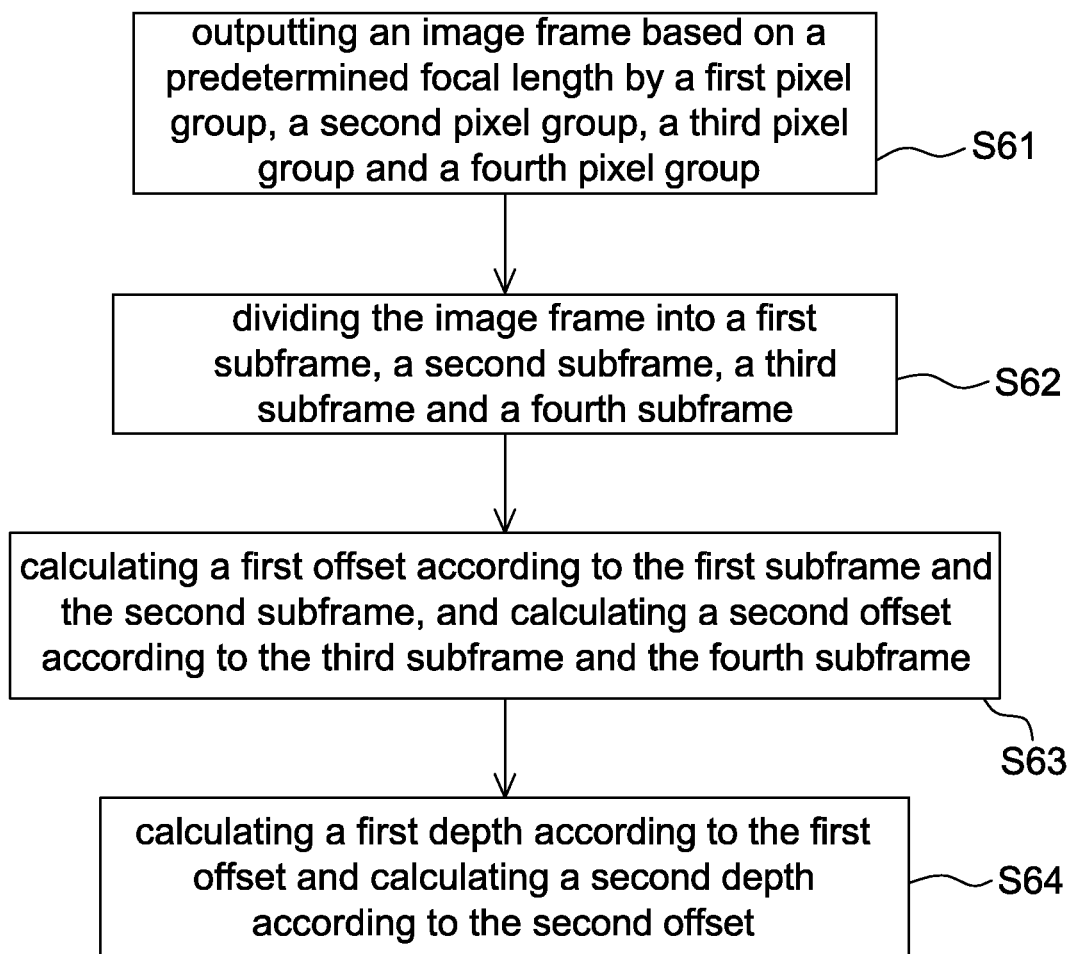 outputting an image frame based on a
predetermined focal length by a first pixel
group, a second pixel group, a third pixel
group and a fourth pixel group
S61
dividing the image frame into a first
subframe, a second subframe, a third
subframe and a fourth subframe
S62
calculating a first offset according to the first subframe and
the second subframe, and calculating a second offset
according to the third subframe and the fourth subframe
S63
calculating a first depth according to the first
offset and calculating a second depth
according to the second offset
S64